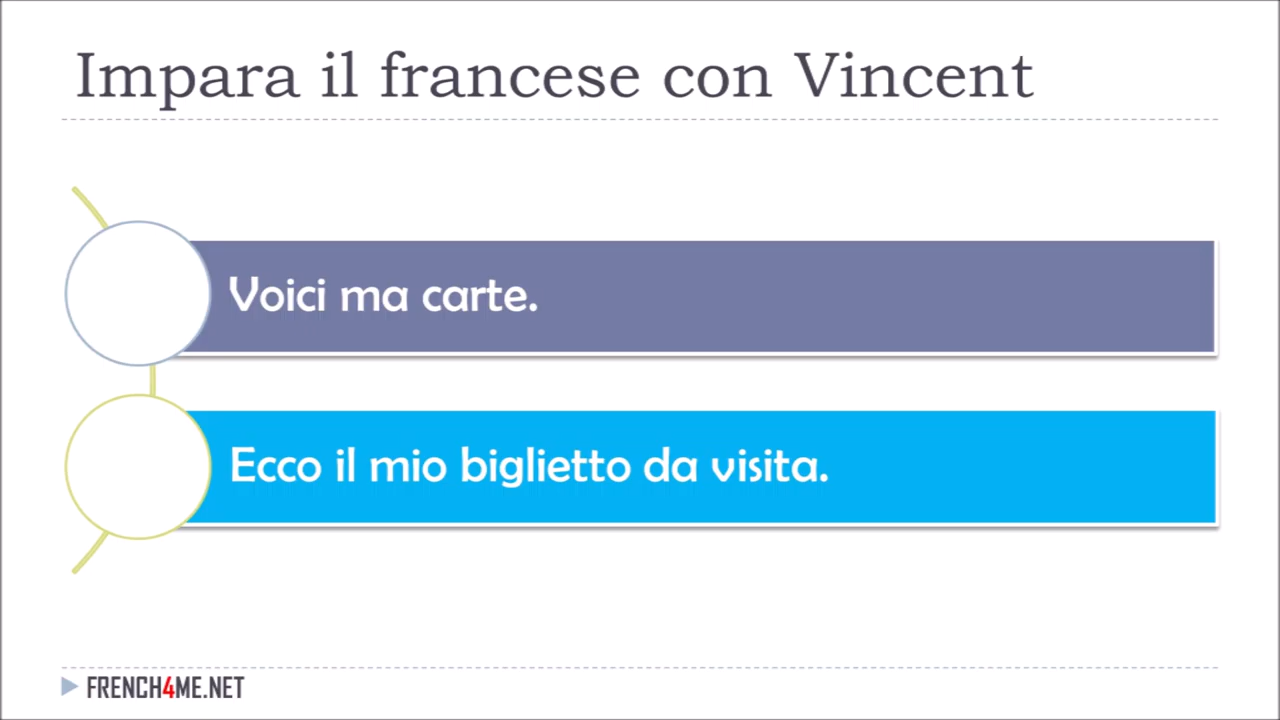 Impara il francese con Vincent
Voici ma carte.
Ecco il mio biglietto da visita.
FRENCH4ME.NET